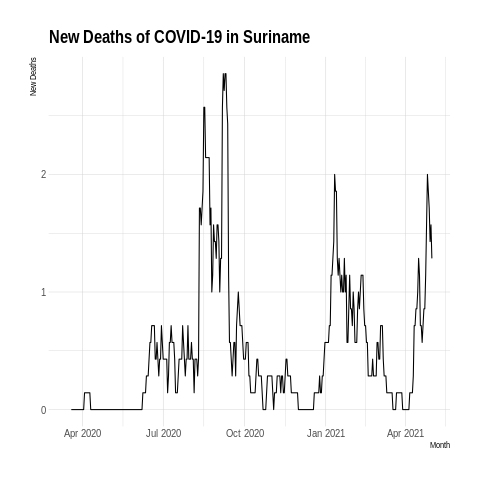 New Deaths of COVID-19 in Suriname
New Deaths
2
1
0
Apr 2020 Jul 2020 Oct 2020 Jan 2021 Apr 2021
Month